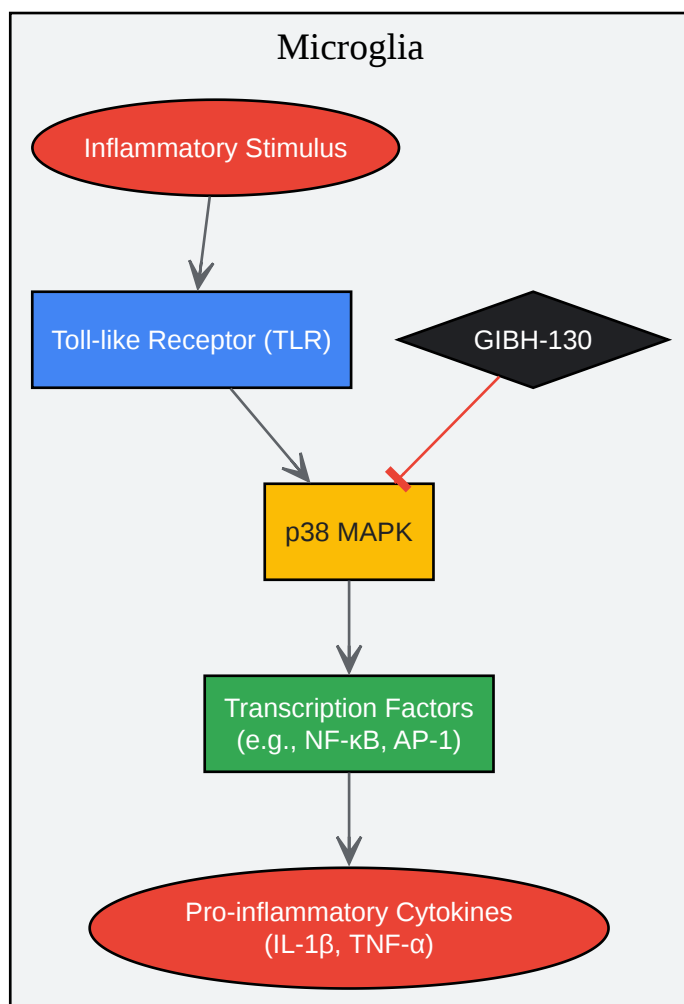 Microglia
Inflammatory Stimulus
Toll-like Receptor (TLR)
GIBH-130
p38 MAPK
Transcription Factors
(e.g., NF-κB, AP-1)
Pro-inflammatory Cytokines
(IL-1β, TNF-α)